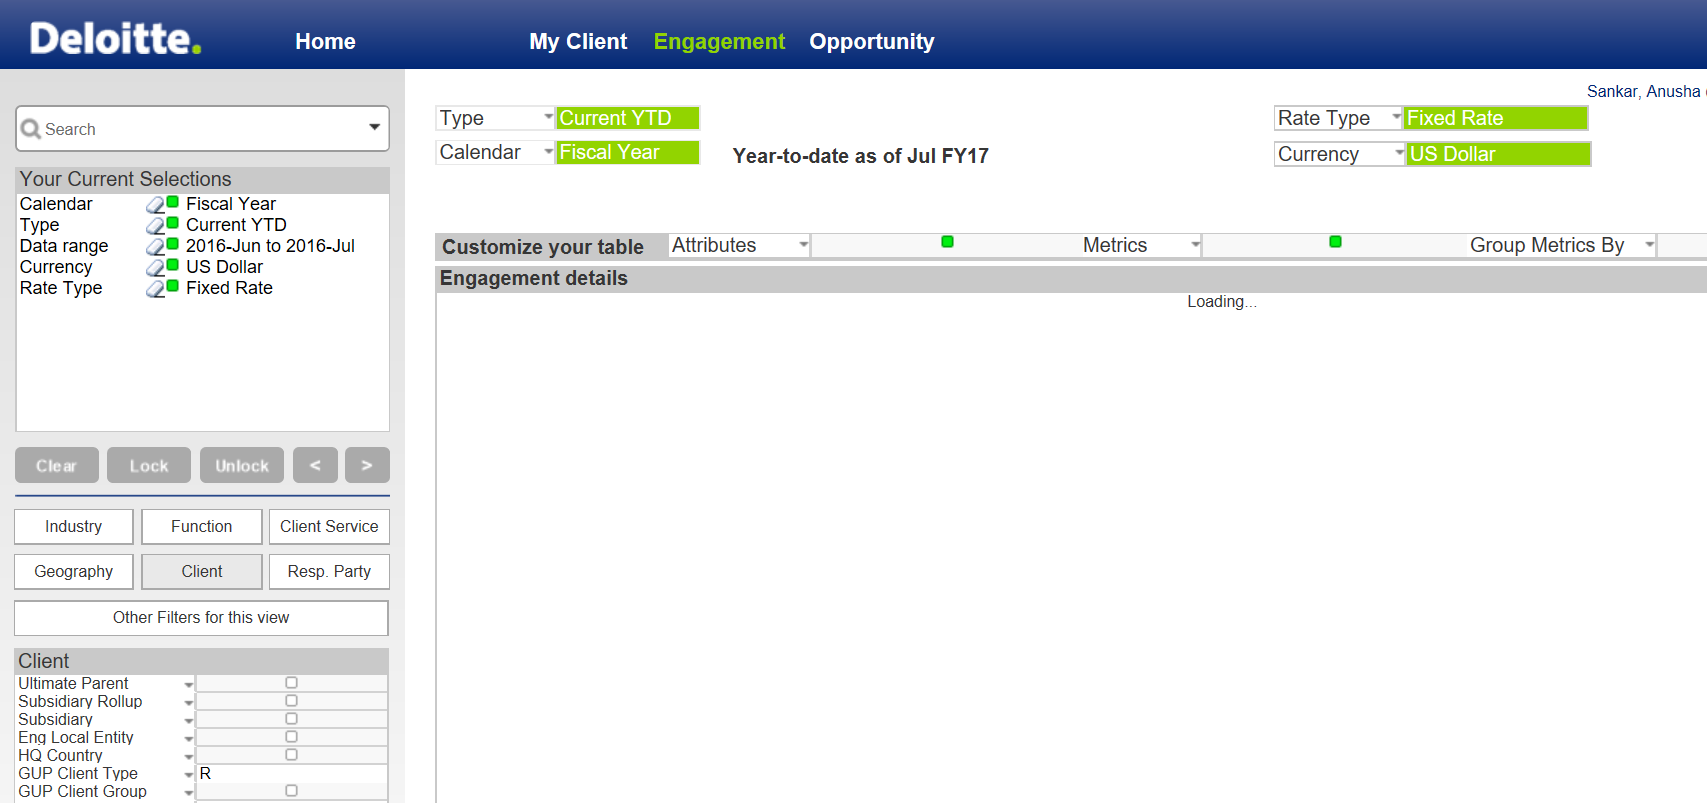 Deloitte.
Home
My Client
Engagement
Opportunity
Sankar, Anusha
Search
Type
Current YTD
Rate Type
Fixed Rate
Calendar
Fiscal Year
Year-to-date as of Jul FY17
Currency
US Dollar
Your Current Selections
Calendar Fiscal Year
Type Current YTD
Data range 2016-Jun to 2016-Jul
Currency US Dollar
Rate Type Fixed Rate
Customize your table
Attributes
Metrics
Group Metrics By
Engagement details
Loading...
Clear
Lock
Unlock
<
>
Industry
Function
Client Service
Geography
Client
Resp. Party
Other Filters for this view
Client
Ultimate Parent
Subsidiary Rollup
Subsidiary
Eng Local Entity
HQ Country
GUP Client Type R
GUP Client Group